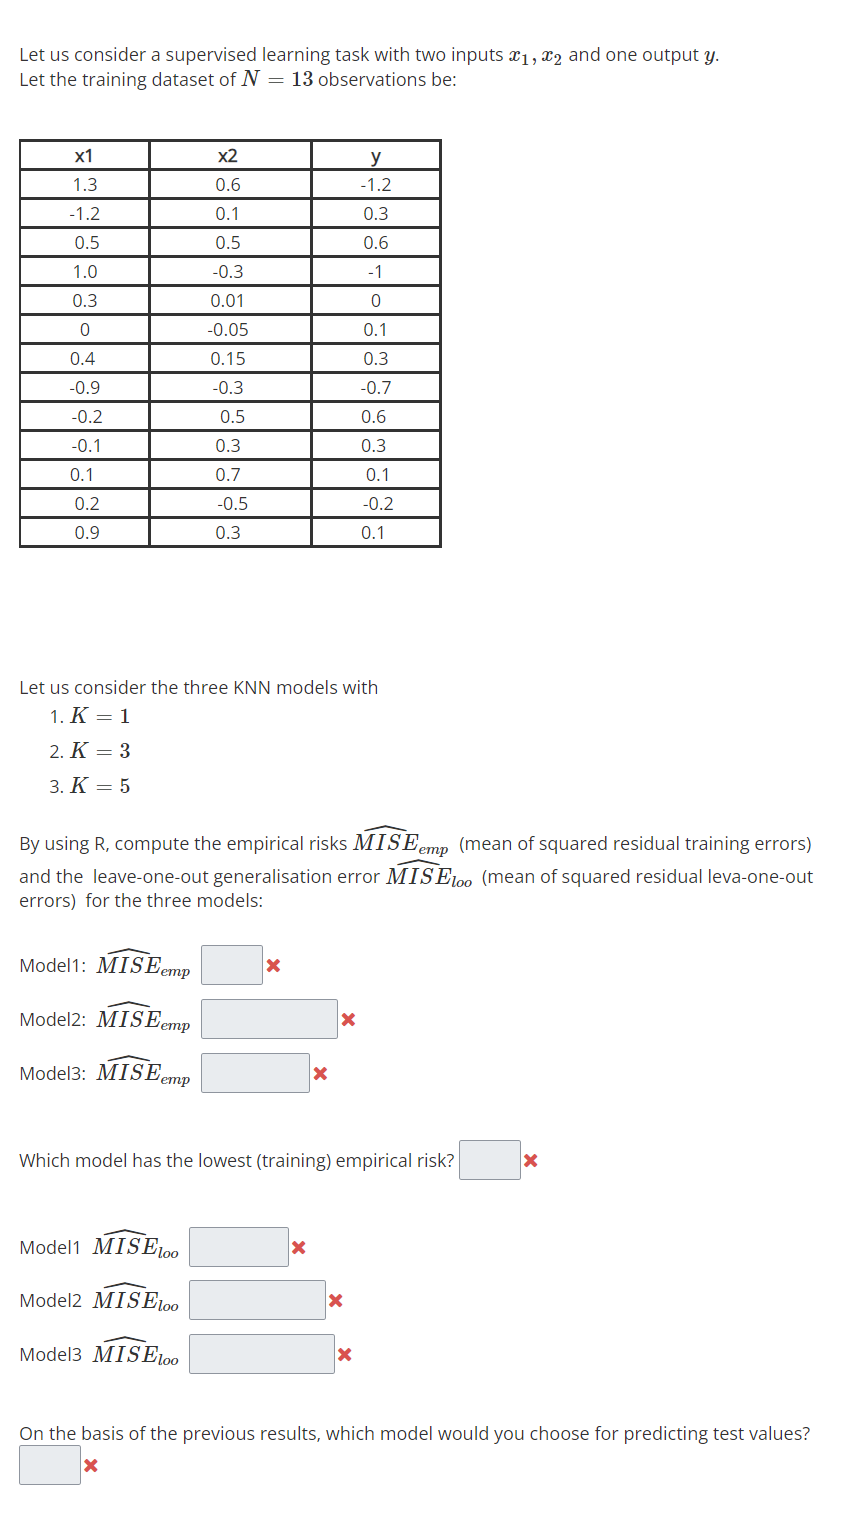 Let us consider a supervised learning task with two inputs x₁, x₂ and one output y.
Let the training dataset of N = 13 observations be:
x1 x2 y
1.3 0.6 -1.2
-1.2 0.1 0.3
0.5 0.5 0.6
1.0 -0.3 -1
0.3 0.01 0
0 -0.05 0.1
0.4 0.15 0.3
-0.9 -0.3 -0.7
-0.2 0.5 0.6
-0.1 0.3 0.3
0.1 0.7 0.1
0.2 -0.5 -0.2
0.9 0.3 0.1
Let us consider the three KNN models with
1. K = 1
2. K = 3
3. K = 5
By using R, compute the empirical risks \widehat{MISE}_{emp} (mean of squared residual training errors)
and the leave-one-out generalisation error \widehat{MISE}_{loo} (mean of squared residual leva-one-out
errors) for the three models:
Model1: \widehat{MISE}_{emp}
Model2: \widehat{MISE}_{emp}
Model3: \widehat{MISE}_{emp}
Which model has the lowest (training) empirical risk?
Model1 \widehat{MISE}_{loo}
Model2 \widehat{MISE}_{loo}
Model3 \widehat{MISE}_{loo}
On the basis of the previous results, which model would you choose for predicting test values?